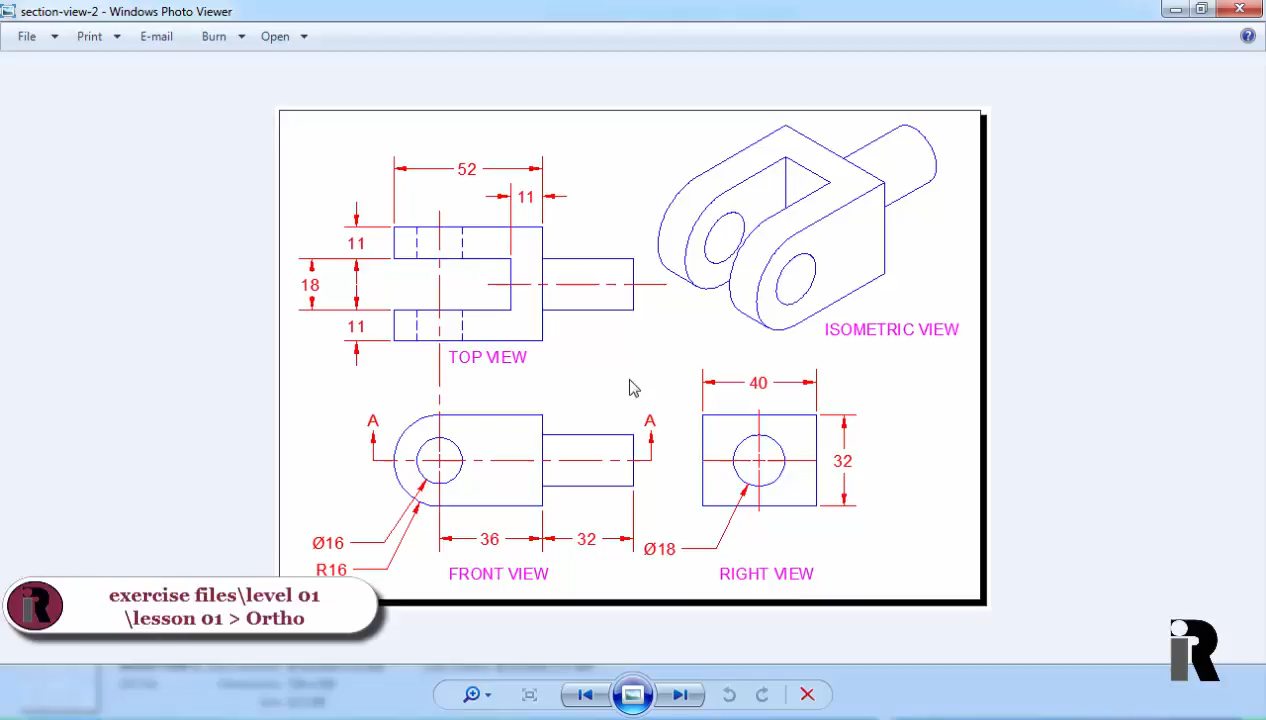 section-view-2 - Windows Photo Viewer
File Print E-mail Burn Open
52
11
11
18
11
TOP VIEW
ISOMETRIC VIEW
A A
Ø16
R16
36 32
FRONT VIEW
40
32
Ø18
RIGHT VIEW
exercise files\level 01
\lesson 01 > Ortho
iR
iR